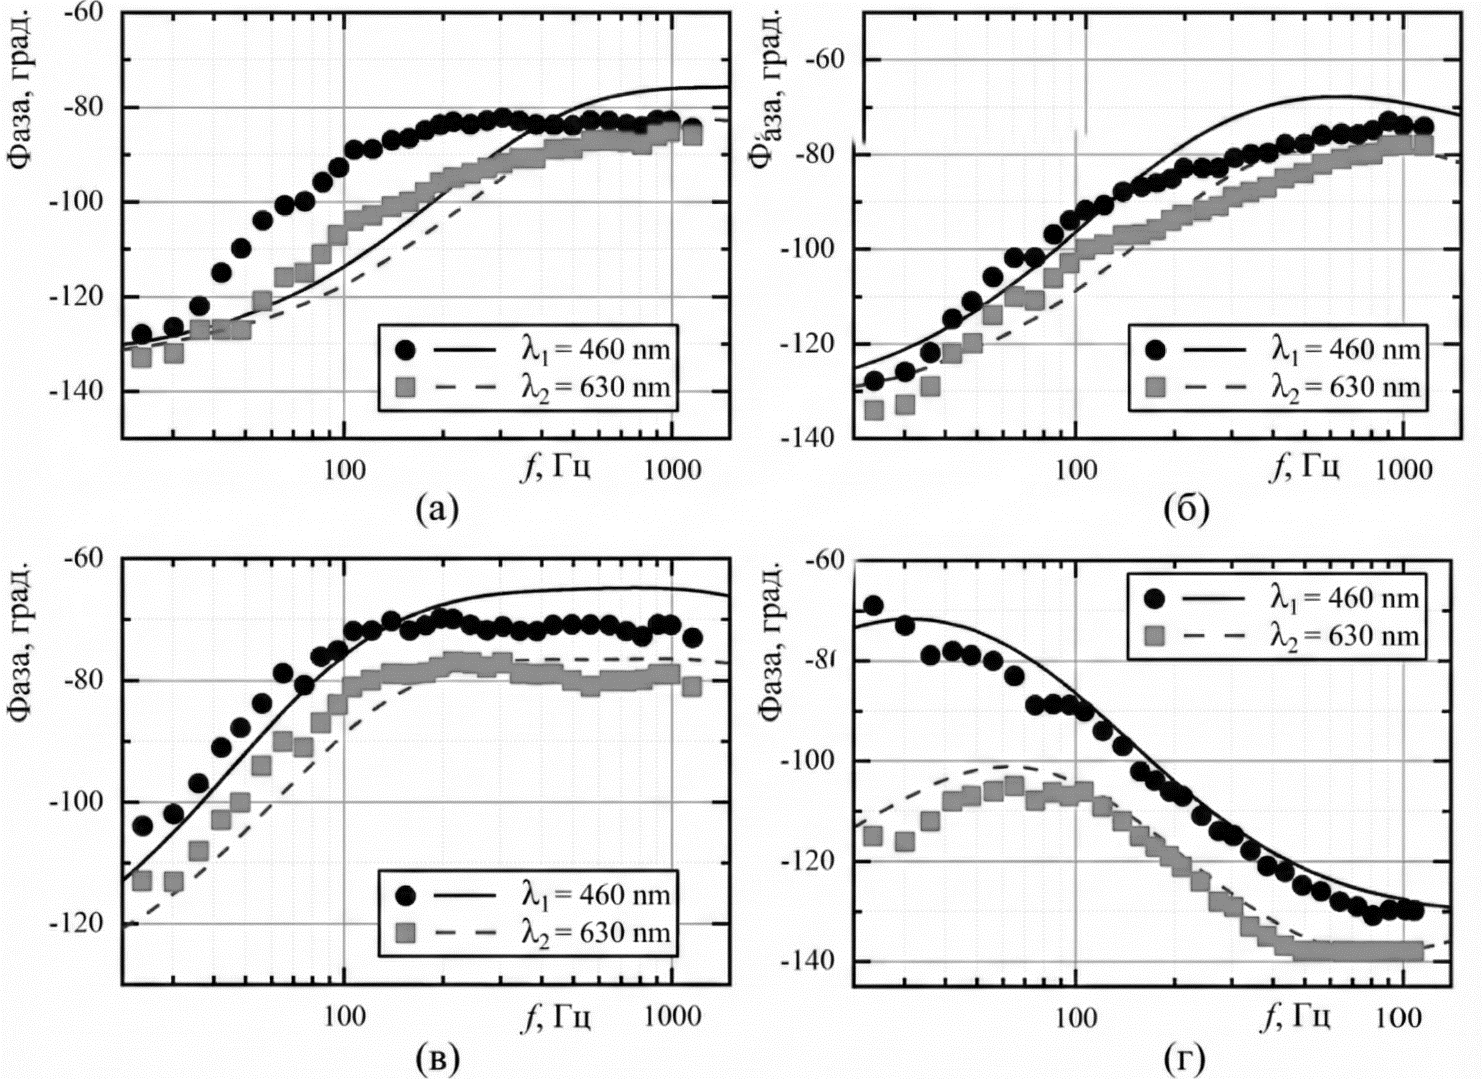 -60
-80
-100
-120
-140
Фаза, град.
λ₁ = 460 nm
λ₂ = 630 nm
100
f, Гц
1000
(а)
-60
-80
-100
-120
-140
Фаза, град.
λ₁ = 460 nm
λ₂ = 630 nm
100
f, Гц
1000
(б)
-60
-80
-100
-120
Фаза, град.
λ₁ = 460 nm
λ₂ = 630 nm
100
f, Гц
1000
(в)
-60
-80
-100
-120
-140
Фаза, град.
λ₁ = 460 nm
λ₂ = 630 nm
100
f, Гц
100
(г)